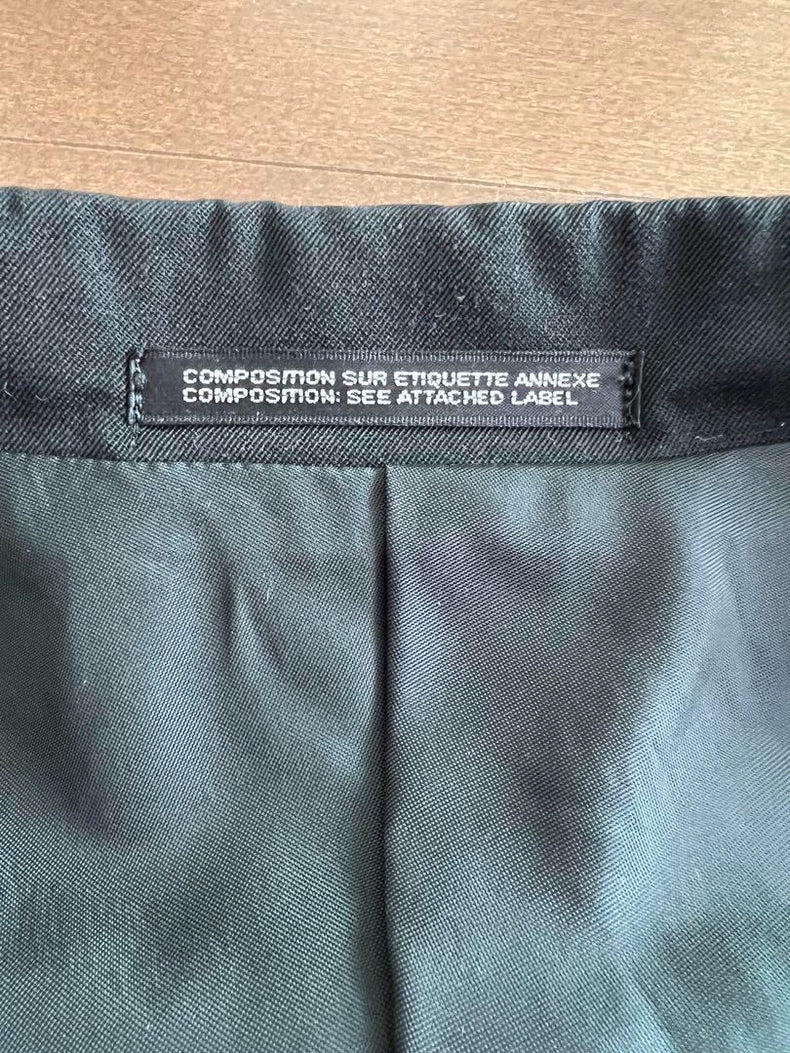 COMPOSITION SUR ETIQUETTE ANNEXE
COMPOSITION: SEE ATTACHED LABEL